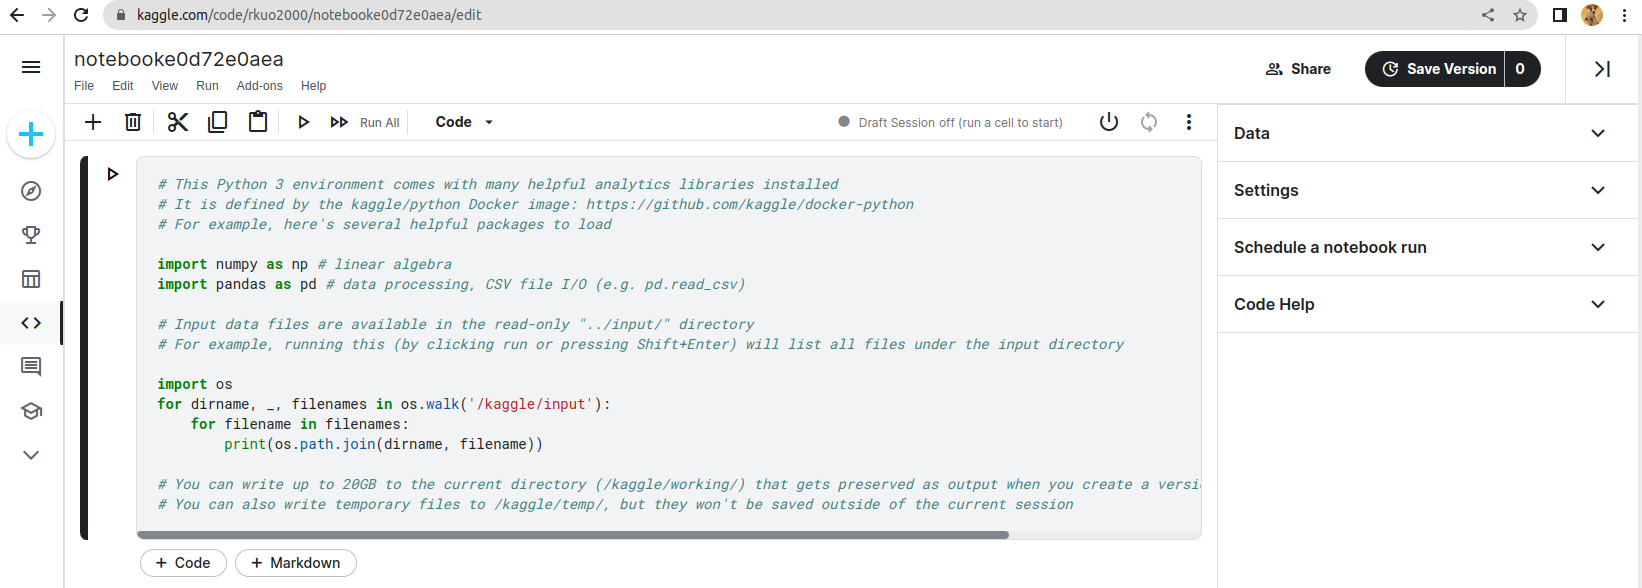 kaggle.com/code/rkuo2000/notebooke0d72e0aea/edit
notebooke0d72e0aea
File Edit View Run Add-ons Help
Share
Save Version 0
Run All
Code
Draft Session off (run a cell to start)
# This Python 3 environment comes with many helpful analytics libraries installed
# It is defined by the kaggle/python Docker image: https://github.com/kaggle/docker-python
# For example, here's several helpful packages to load
import numpy as np # linear algebra
import pandas as pd # data processing, CSV file I/O (e.g. pd.read_csv)
# Input data files are available in the read-only "../input/" directory
# For example, running this (by clicking run or pressing Shift+Enter) will list all files under the input directory
import os
for dirname, _, filenames in os.walk('/kaggle/input'):
    for filename in filenames:
        print(os.path.join(dirname, filename))
# You can write up to 20GB to the current directory (/kaggle/working/) that gets preserved as output when you create a versi
# You can also write temporary files to /kaggle/temp/, but they won't be saved outside of the current session
+ Code
+ Markdown
Data
Settings
Schedule a notebook run
Code Help